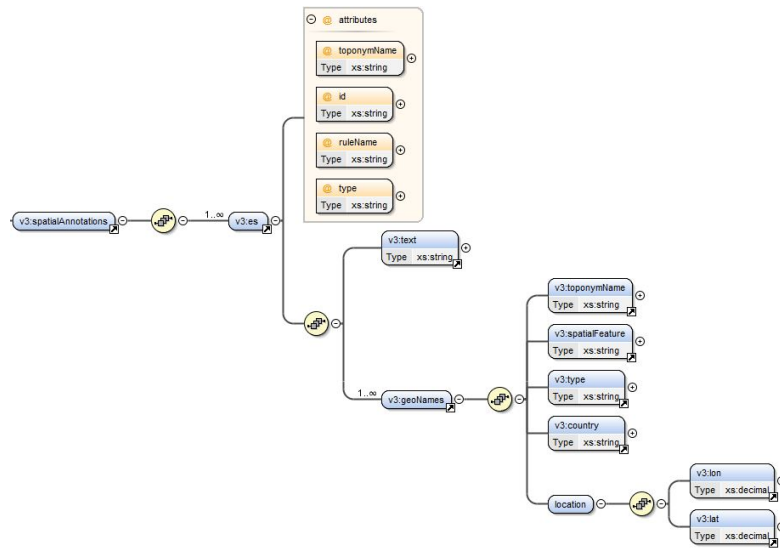 @ attributes
@ toponymName
Type xs:string
@ id
Type xs:string
@ ruleName
Type xs:string
@ type
Type xs:string
v3:spatialAnnotations
1..∞
v3:es
v3:text
Type xs:string
1..∞
v3:geoNames
v3:toponymName
Type xs:string
v3:spatialFeature
Type xs:string
v3:type
Type xs:string
v3:country
Type xs:string
location
v3:lon
Type xs:decimal
v3:lat
Type xs:decimal